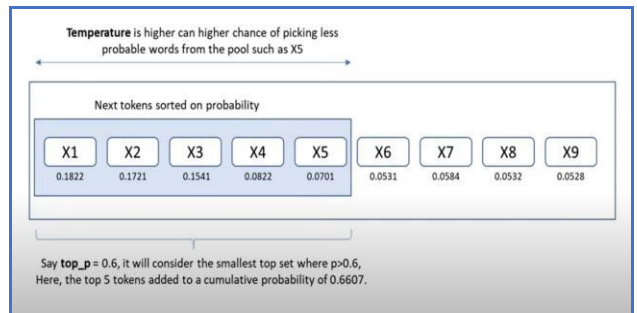 Temperature is higher can higher chance of picking less
probable words from the pool such as X5
Next tokens sorted on probability
X1 X2 X3 X4 X5 X6 X7 X8 X9
0.1822 0.1721 0.1541 0.0822 0.0701 0.0531 0.0584 0.0532 0.0528
Say top_p = 0.6, it will consider the smallest top set where p>0.6,
Here, the top 5 tokens added to a cumulative probability of 0.6607.